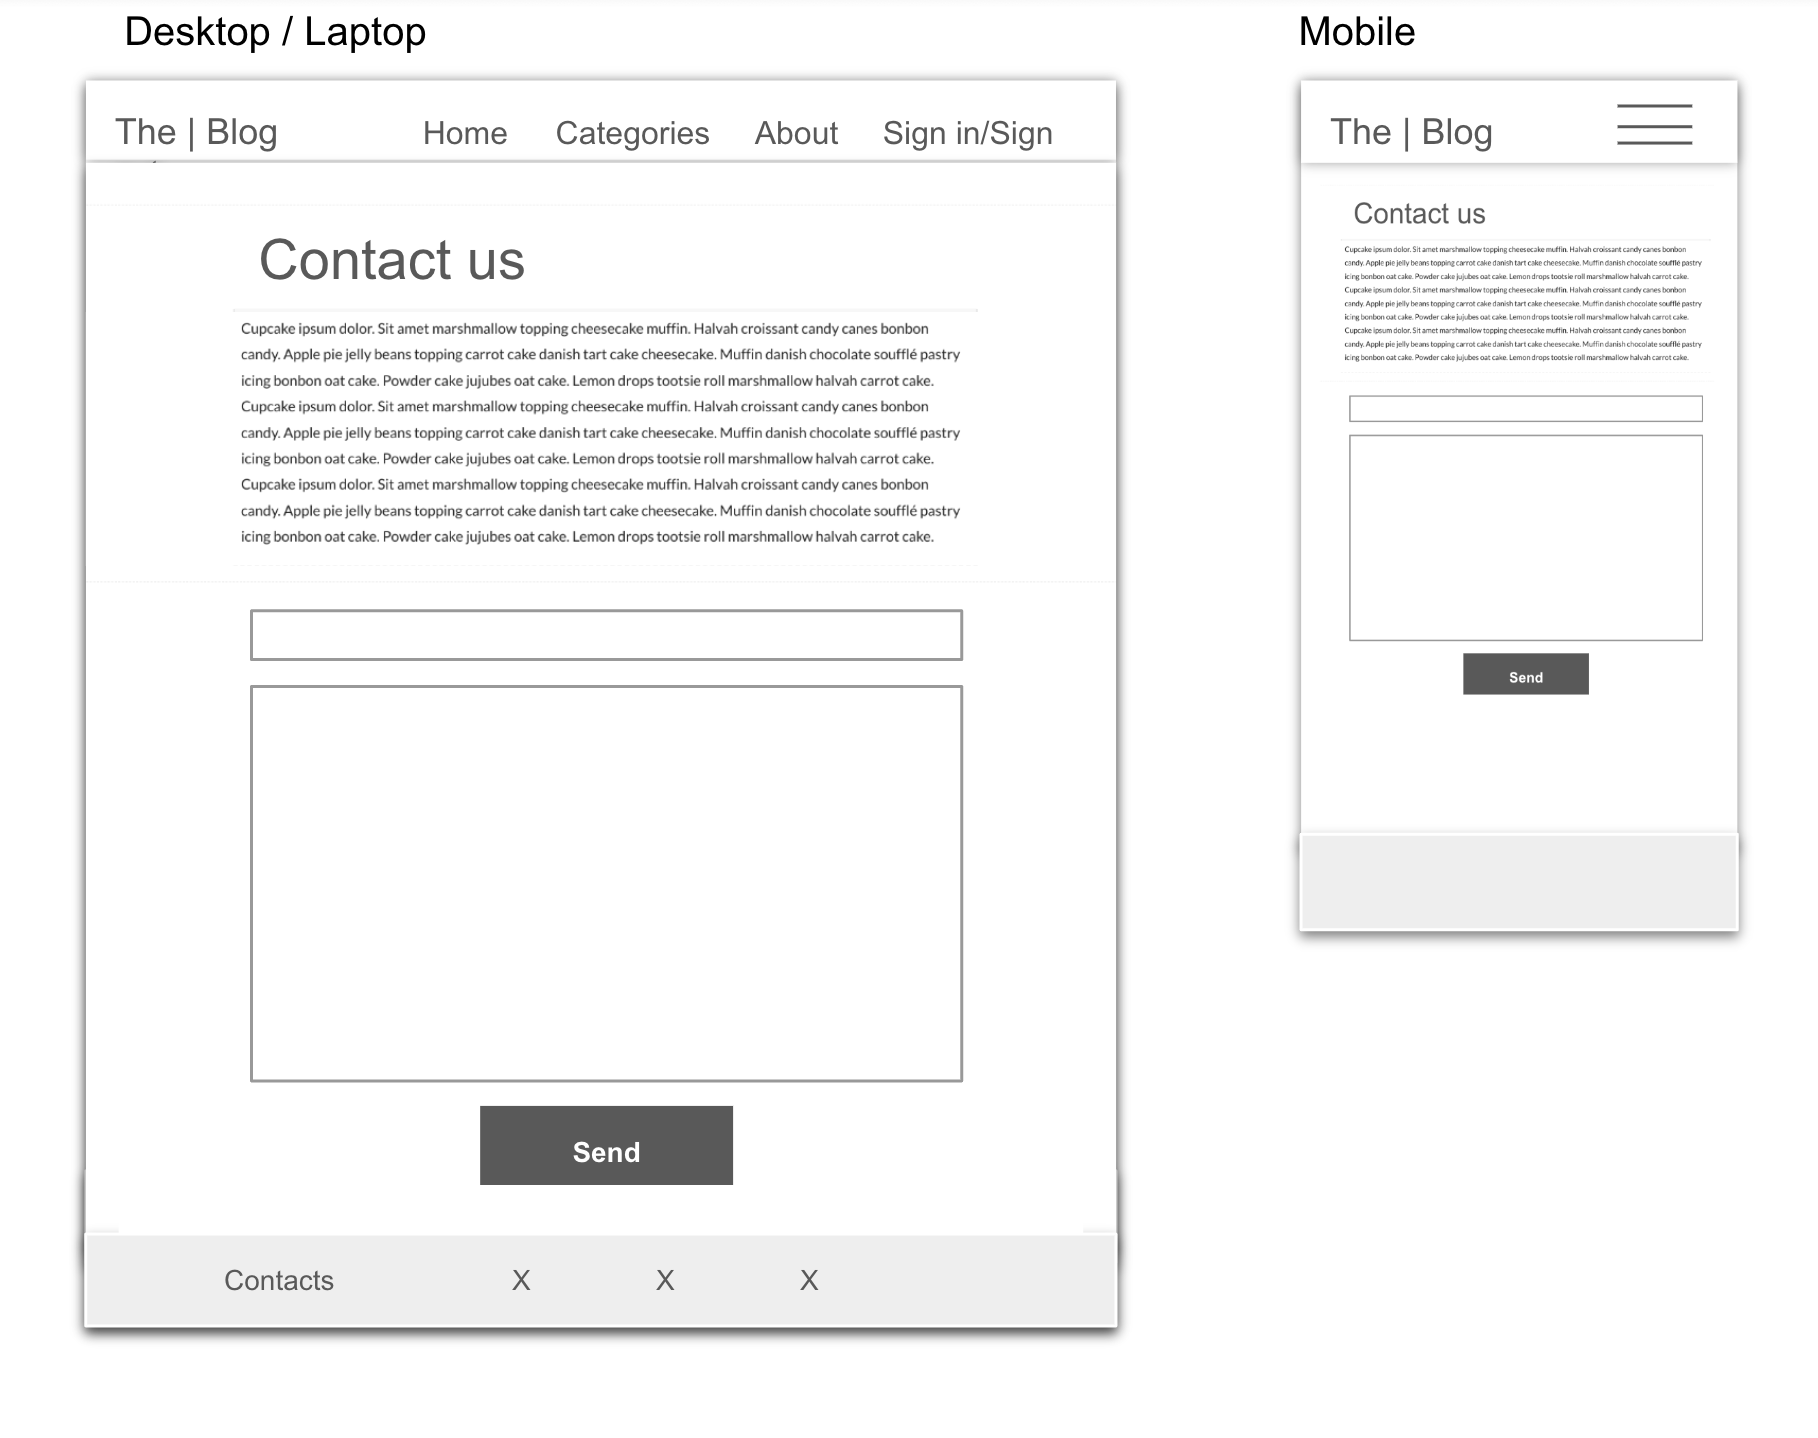 Desktop / Laptop
The | Blog Home Categories About Sign in/Sign
Contact us
Cupcake ipsum dolor. Sit amet marshmallow topping cheesecake muffin. Halvah croissant candy canes bonbon
candy. Apple pie jelly beans topping carrot cake danish tart cake cheesecake. Muffin danish chocolate soufflé pastry
icing bonbon oat cake. Powder cake jujubes oat cake. Lemon drops tootsie roll marshmallow halvah carrot cake.
Cupcake ipsum dolor. Sit amet marshmallow topping cheesecake muffin. Halvah croissant candy canes bonbon
candy. Apple pie jelly beans topping carrot cake danish tart cake cheesecake. Muffin danish chocolate soufflé pastry
icing bonbon oat cake. Powder cake jujubes oat cake. Lemon drops tootsie roll marshmallow halvah carrot cake.
Cupcake ipsum dolor. Sit amet marshmallow topping cheesecake muffin. Halvah croissant candy canes bonbon
candy. Apple pie jelly beans topping carrot cake danish tart cake cheesecake. Muffin danish chocolate soufflé pastry
icing bonbon oat cake. Powder cake jujubes oat cake. Lemon drops tootsie roll marshmallow halvah carrot cake.
Send
Contacts X X X
Mobile
The | Blog
Contact us
Cupcake ipsum dolor. Sit amet marshmallow topping cheesecake muffin. Halvah croissant candy canes bonbon
candy. Apple pie jelly beans topping carrot cake danish tart cake cheesecake. Muffin danish chocolate soufflé pastry
icing bonbon oat cake. Powder cake jujubes oat cake. Lemon drops tootsie roll marshmallow halvah carrot cake.
Cupcake ipsum dolor. Sit amet marshmallow topping cheesecake muffin. Halvah croissant candy canes bonbon
candy. Apple pie jelly beans topping carrot cake danish tart cake cheesecake. Muffin danish chocolate soufflé pastry
icing bonbon oat cake. Powder cake jujubes oat cake. Lemon drops tootsie roll marshmallow halvah carrot cake.
Cupcake ipsum dolor. Sit amet marshmallow topping cheesecake muffin. Halvah croissant candy canes bonbon
candy. Apple pie jelly beans topping carrot cake danish tart cake cheesecake. Muffin danish chocolate soufflé pastry
icing bonbon oat cake. Powder cake jujubes oat cake. Lemon drops tootsie roll marshmallow halvah carrot cake.
Send